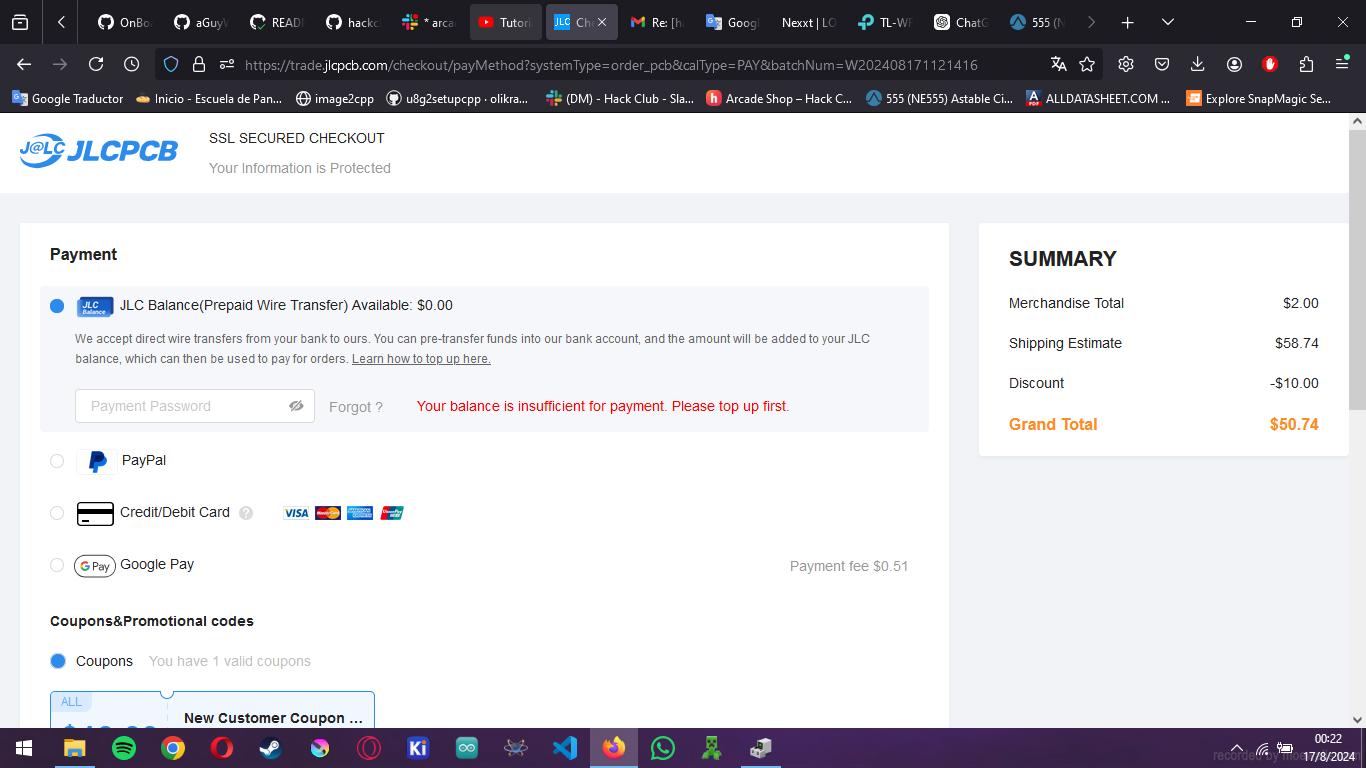 OnBo
aGuyW
READI
hackc
* arca
Tutori
JLC Che
Re: [ha
Googl
Nexxt | LO
TL-WR
ChatG
555 (N
https://trade.jlcpcb.com/checkout/payMethod?systemType=order_pcb&calType=PAY&batchNum=W202408171121416
Google Traductor
Inicio - Escuela de Pan...
image2cpp
u8g2setupcpp · olikra...
(DM) - Hack Club - Sla...
Arcade Shop – Hack C...
555 (NE555) Astable Ci...
ALLDATASHEET.COM ...
Explore SnapMagic Se...
J@LC JLCPCB
SSL SECURED CHECKOUT
Your Information is Protected
Payment
JLC Balance
JLC Balance(Prepaid Wire Transfer) Available: $0.00
We accept direct wire transfers from your bank to ours. You can pre-transfer funds into our bank account, and the amount will be added to your JLC
balance, which can then be used to pay for orders. Learn how to top up here.
Payment Password
Forgot ?
Your balance is insufficient for payment. Please top up first.
PayPal
Credit/Debit Card
?
VISA
G Pay
Google Pay
Payment fee $0.51
Coupons&Promotional codes
Coupons
You have 1 valid coupons
ALL
New Customer Coupon ...
SUMMARY
Merchandise Total
$2.00
Shipping Estimate
$58.74
Discount
-$10.00
Grand Total
$50.74
Ki
00:22
17/8/2024
recorded by